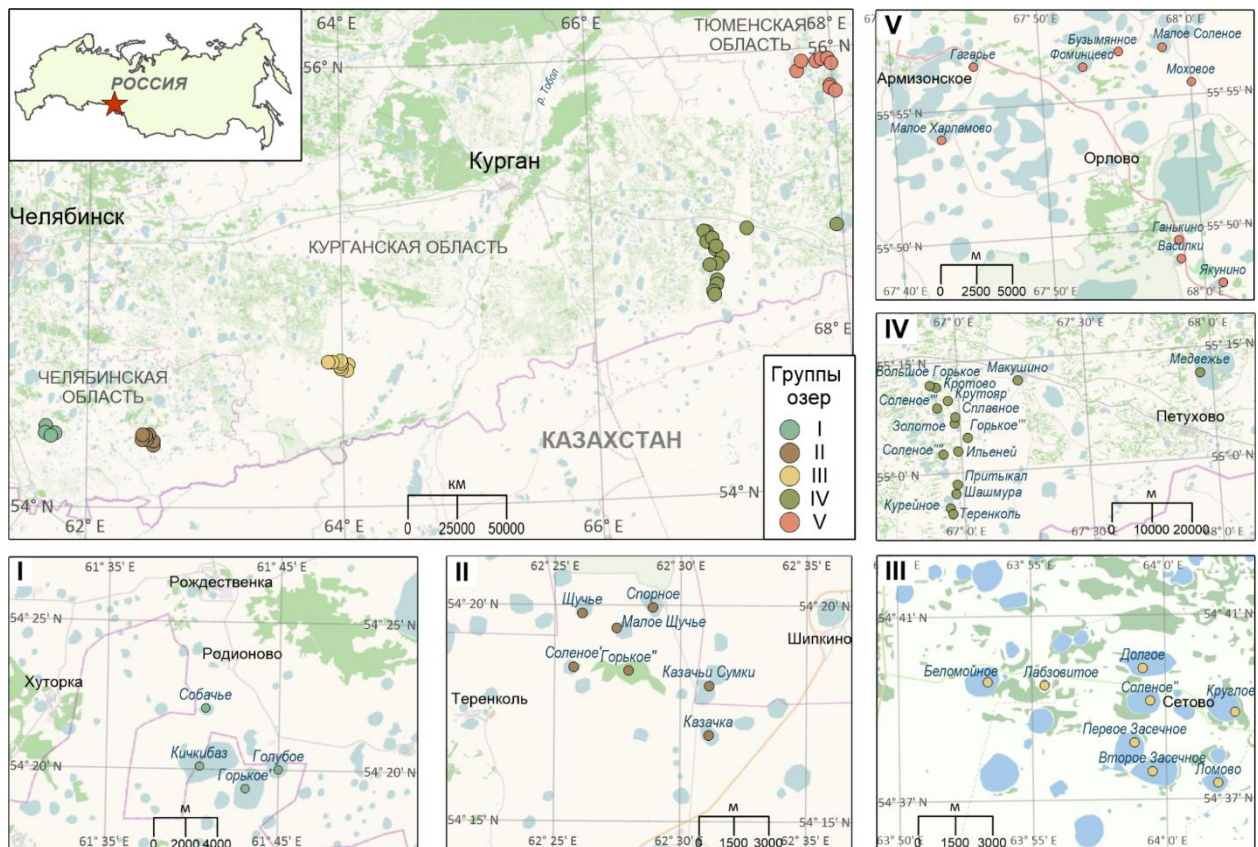 64° E
66° E
ТЮМЕНСКАЯ
ОБЛАСТЬ
68° E
56° N
56° N
РОССИЯ
р. Тобол
Курган
Челябинск
КУРГАНСКАЯ ОБЛАСТЬ
68° E
ЧЕЛЯБИНСКАЯ
ОБЛАСТЬ
КАЗАХСТАН
54° N
54° N
62° E
64° E
66° E
КМ
0 25000 50000
Группы
озер
I
II
III
IV
V
V
67° 50' E
68° 0' E
Малое Соленое
Бузымянное
Гагарье
Фоминцево
Армизонское
Моховое
55° 55' N
55° 55' N
Малое Харламово
Орлово
Ганькино
55° 50' N
Василки
55° 50' N
Якунино
М
0 2500 5000
67° 40' E
67° 50' E
68° 0' E
IV
67° 0' E
67° 30' E
68° 0' E
55° 15' N
55° 15' N
Медвежье
Большое Горькое
Макушино
Кротово
Соленое'''
Крутояр
Сплавное
Петухово
Золотое
Горькое'''
Соленое''''
Ильеней
55° 0' N
55° 0' N
Притыкал
Шашмура
Курейное
Теренколь
М
0 10000 20000
67° 0' E
67° 30' E
68° 0' E
I
61° 35' E
61° 45' E
Рождественка
54° 25' N
54° 25' N
Родионово
Хуторка
Собачье
Кичкибаз
Голубое
54° 20' N
54° 20' N
Горькое'
М
0 2000 4000
61° 35' E
61° 45' E
II
62° 25' E
62° 30' E
62° 35' E
54° 20' N
54° 20' N
Щучье
Спорное
Малое Щучье
Шипкино
Соленое'
Горькое''
Казачьи Сумки
Теренколь
Казачка
54° 15' N
54° 15' N
М
0 1500 3000
62° 25' E
62° 30' E
62° 35' E
III
63° 55' E
64° 0' E
54° 41' N
54° 41' N
Долгое
Беломойное
Лабзовитое
Соленое''
Круглое
Сетово
Первое Засечное
Второе Засечное
Ломово
54° 37' N
54° 37' N
М
0 1500 3000
63° 50' E
63° 55' E
64° 0' E